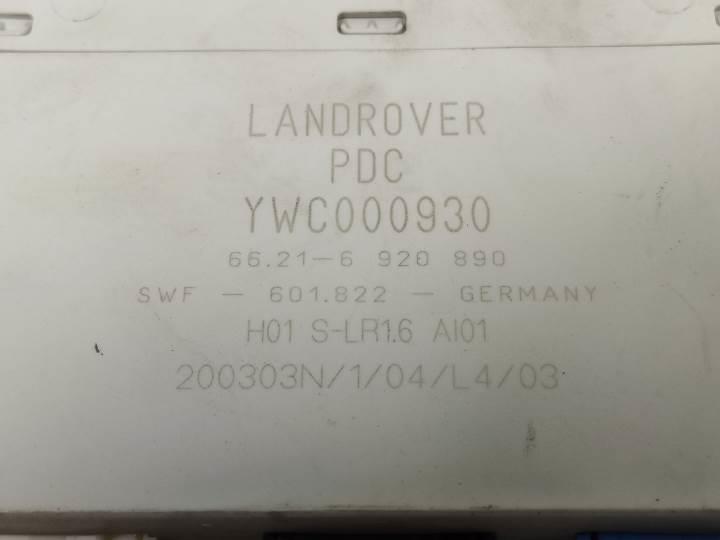 LANDROVER
PDC
YWC000930
66.21-6 920 890
SWF - 601.822 - GERMANY
H01 S-LR1.6 AI01
200303N/1/04/L4/03